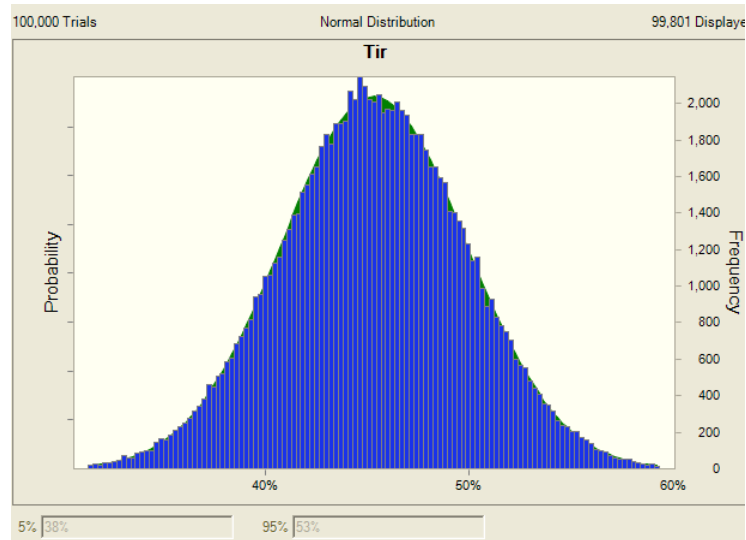 100,000 Trials Normal Distribution 99,801 Displaye
Tir
Probability
2,000
1,800
1,600
1,400
1,200
1,000
800
600
400
200
0
Frequency
40% 50% 60%
5% 38% 95% 53%